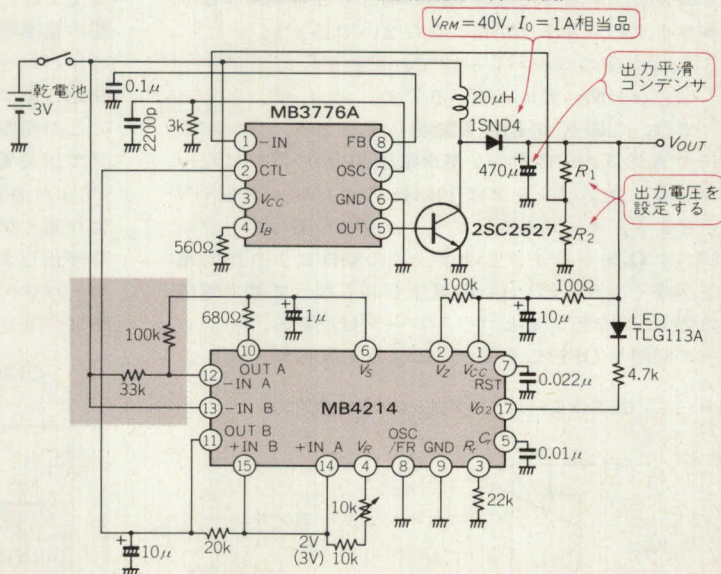 V_RM=40V, I_0=1A相当品
出力平滑
コンデンサ
乾電池
3V
0.1μ
2200p
3k
MB3776A
20μH
1SND4
V_OUT
470μ
R_1
R_2
出力電圧を
設定する
1 −IN
2 CTL
3 V_CC
4 I_B
FB 8
OSC 7
GND 6
OUT 5
2SC2527
560Ω
100k
100Ω
680Ω
1μ
10μ
LED
TLG113A
100k
33k
4.7k
10 OUT A
6 V_S
2 V_Z
1 V_CC
7 RST
0.022μ
12 −IN A
13 −IN B
MB4214
V_O2 17
11 OUT B
+IN B 15
+IN A 14
V_R 4
OSC/FR 8
GND 9
R_r 3
C_r 5
0.01μ
10k
22k
10μ
20k
2V
(3V)
10k